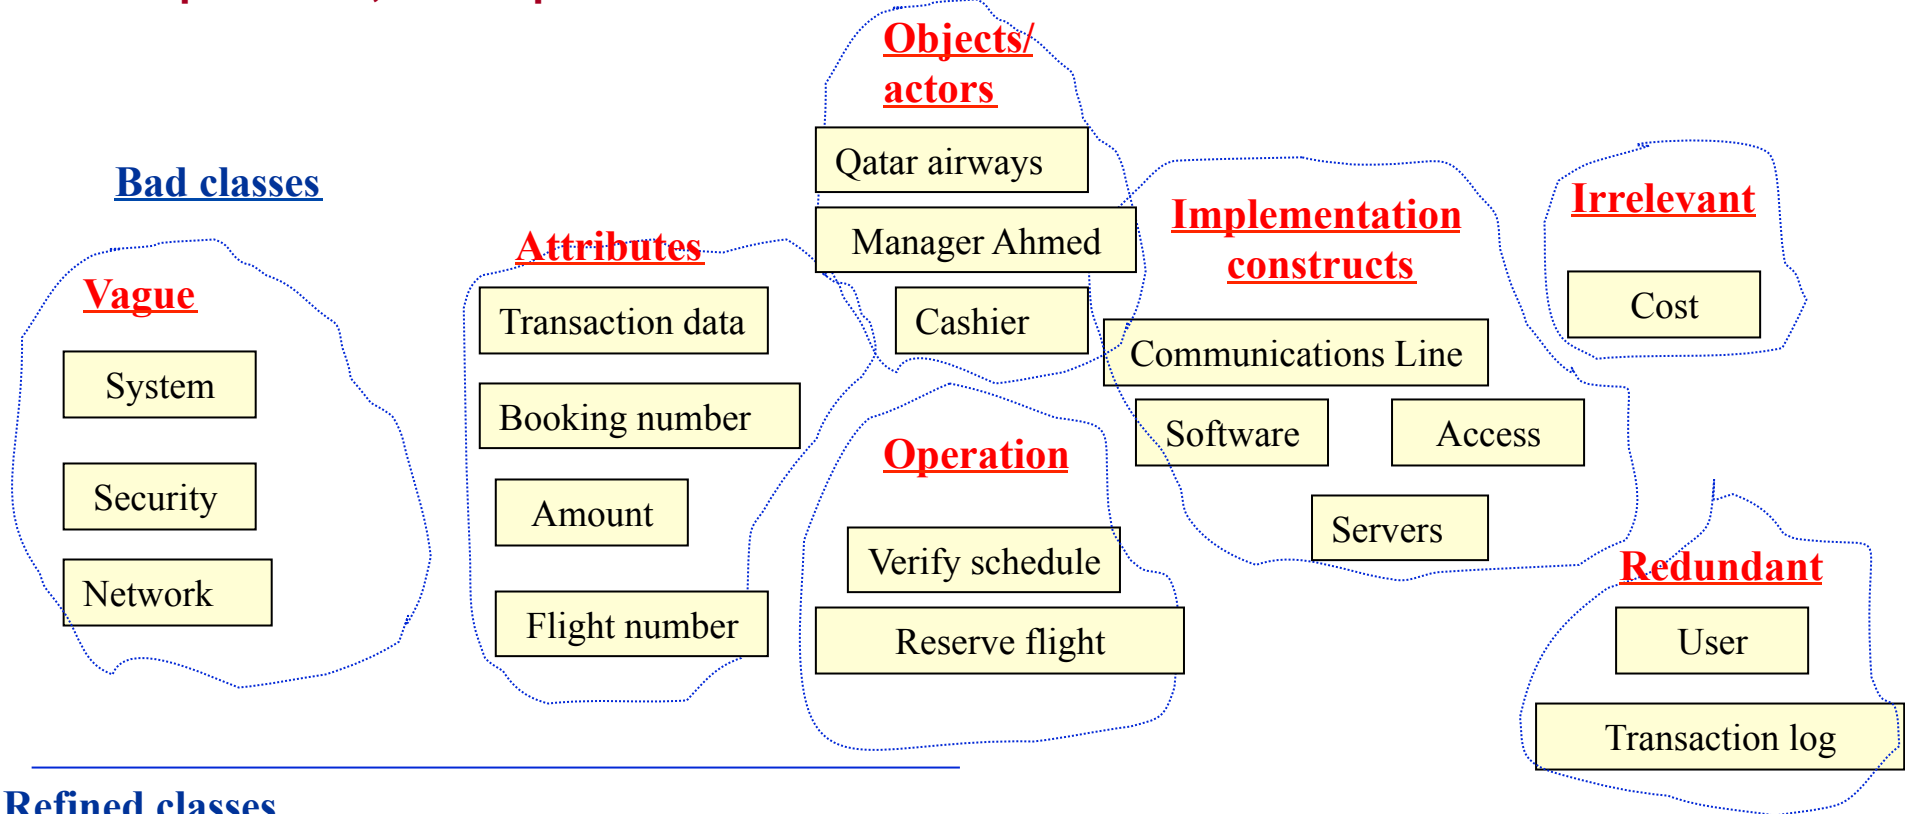 Bad classes
Vague
System
Security
Network
Attributes
Transaction data
Booking number
Amount
Flight number
Objects/
actors
Qatar airways
Manager Ahmed
Cashier
Operation
Verify schedule
Reserve flight
Implementation
constructs
Communications Line
Software
Access
Servers
Irrelevant
Cost
Redundant
User
Transaction log
Refined classes